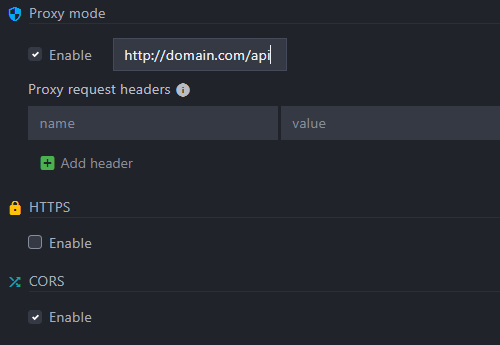 Proxy mode
Enable http://domain.com/api
Proxy request headers i
name value
Add header
HTTPS
Enable
CORS
Enable